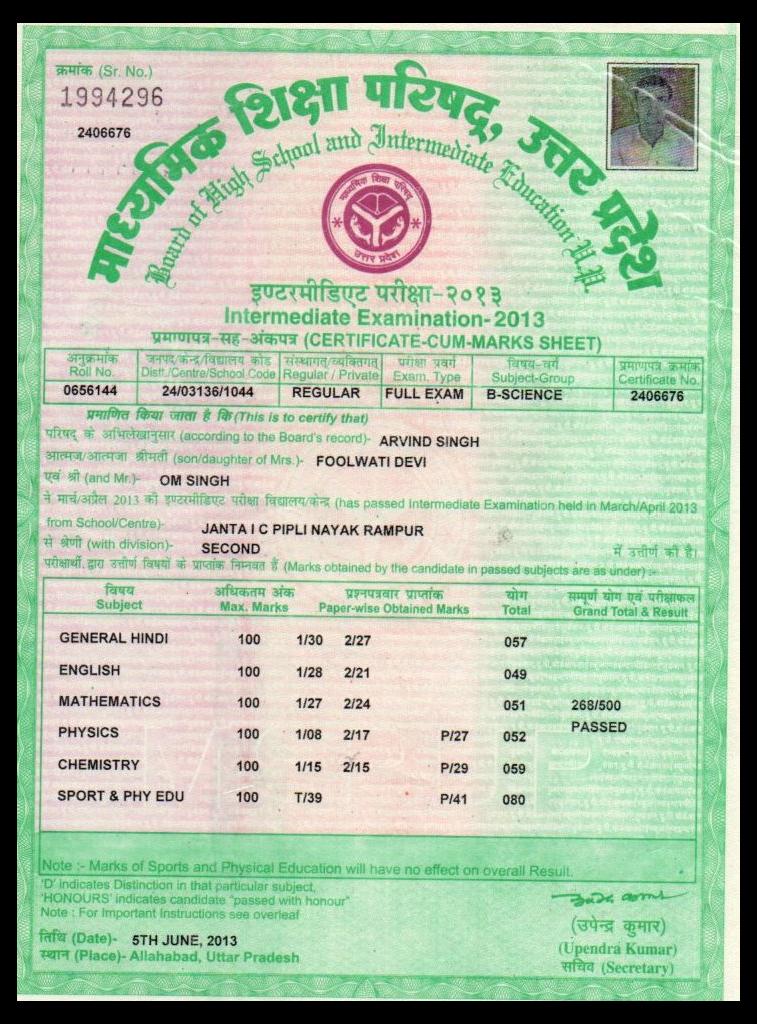 क्रमांक (Sr. No.)
1994296
2406676
माध्यमिक शिक्षा परिषद्, उत्तर प्रदेश
Board of High School and Intermediate Education U.P.
माध्यमिक शिक्षा परिषद
उत्तर प्रदेश
इण्टरमीडिएट परीक्षा-२०१३
Intermediate Examination-2013
प्रमाणपत्र-सह-अंकपत्र (CERTIFICATE-CUM-MARKS SHEET)
अनुक्रमांक जनपद/केन्द्र/विद्यालय कोड संस्थागत/व्यक्तिगत परीक्षा प्रवर्ग विषय-वर्ग प्रमाणपत्र क्रमांक
Roll No. Distt./Centre/School Code Regular / Private Exam. Type Subject-Group Certificate No.
0656144 24/03136/1044 REGULAR FULL EXAM B-SCIENCE 2406676
प्रमाणित किया जाता है कि (This is to certify that)
परिषद के अभिलेखानुसार (according to the Board's record)- ARVIND SINGH
आत्मज/आत्मजा श्रीमती (son/daughter of Mrs.)- FOOLWATI DEVI
एवं श्री (and Mr.)- OM SINGH
ने मार्च/अप्रैल 2013 की इण्टरमीडिएट परीक्षा विद्यालय/केन्द्र (has passed Intermediate Examination held in March/April 2013
from School/Centre)- JANTA I C PIPLI NAYAK RAMPUR
से श्रेणी (with division)- SECOND में उत्तीर्ण की है।
परीक्षार्थी द्वारा उत्तीर्ण विषयों के प्राप्तांक निम्नवत हैं (Marks obtained by the candidate in passed subjects are as under) :-
विषय अधिकतम अंक प्रश्नपत्रवार प्राप्तांक योग सम्पूर्ण योग एवं परीक्षाफल
Subject Max. Marks Paper-wise Obtained Marks Total Grand Total & Result
GENERAL HINDI 100 1/30 2/27 057
ENGLISH 100 1/28 2/21 049
MATHEMATICS 100 1/27 2/24 051 268/500
PASSED
PHYSICS 100 1/08 2/17 P/27 052
CHEMISTRY 100 1/15 2/15 P/29 059
SPORT & PHY EDU 100 T/39 P/41 080
Note :- Marks of Sports and Physical Education will have no effect on overall Result.
'D' indicates Distinction in that particular subject,
'HONOURS' indicates candidate "passed with honour"
Note : For Important Instructions see overleaf
(उपेन्द्र कुमार)
तिथि (Date)- 5TH JUNE, 2013
(Upendra Kumar)
स्थान (Place)- Allahabad, Uttar Pradesh
सचिव (Secretary)